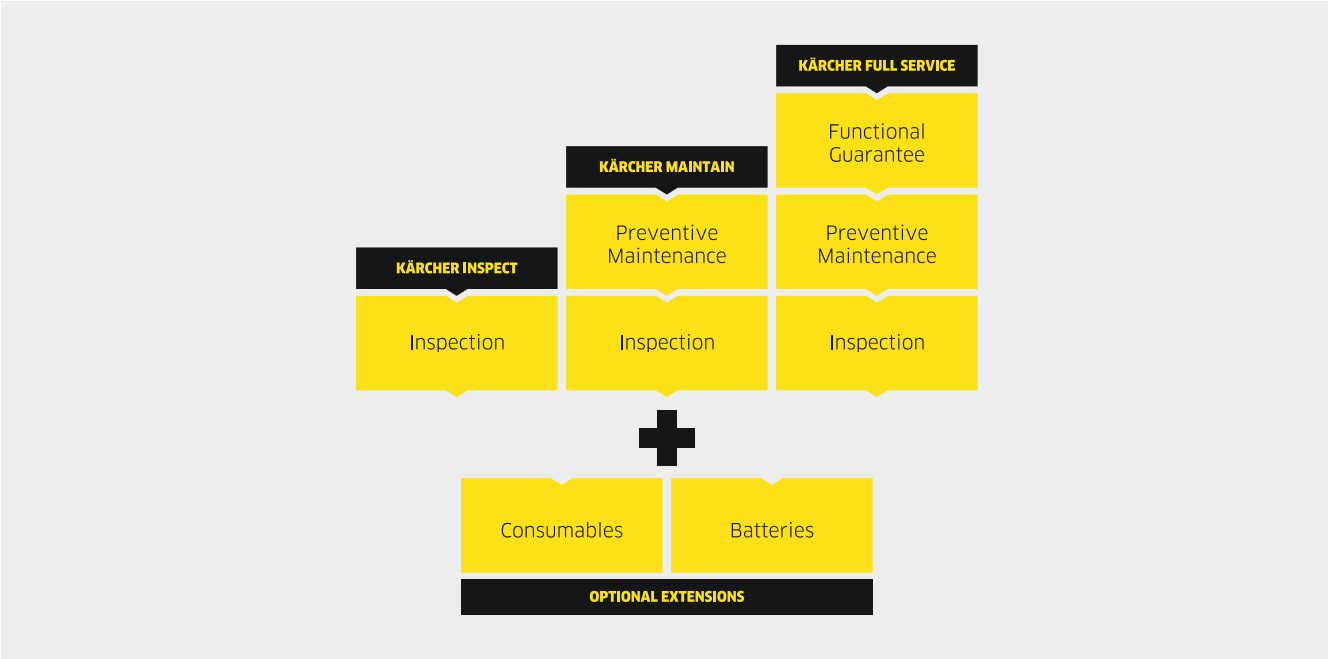 KÄRCHER FULL SERVICE
Functional
Guarantee
KÄRCHER MAINTAIN
Preventive
Maintenance
Preventive
Maintenance
KÄRCHER INSPECT
Inspection
Inspection
Inspection
Consumables
Batteries
OPTIONAL EXTENSIONS